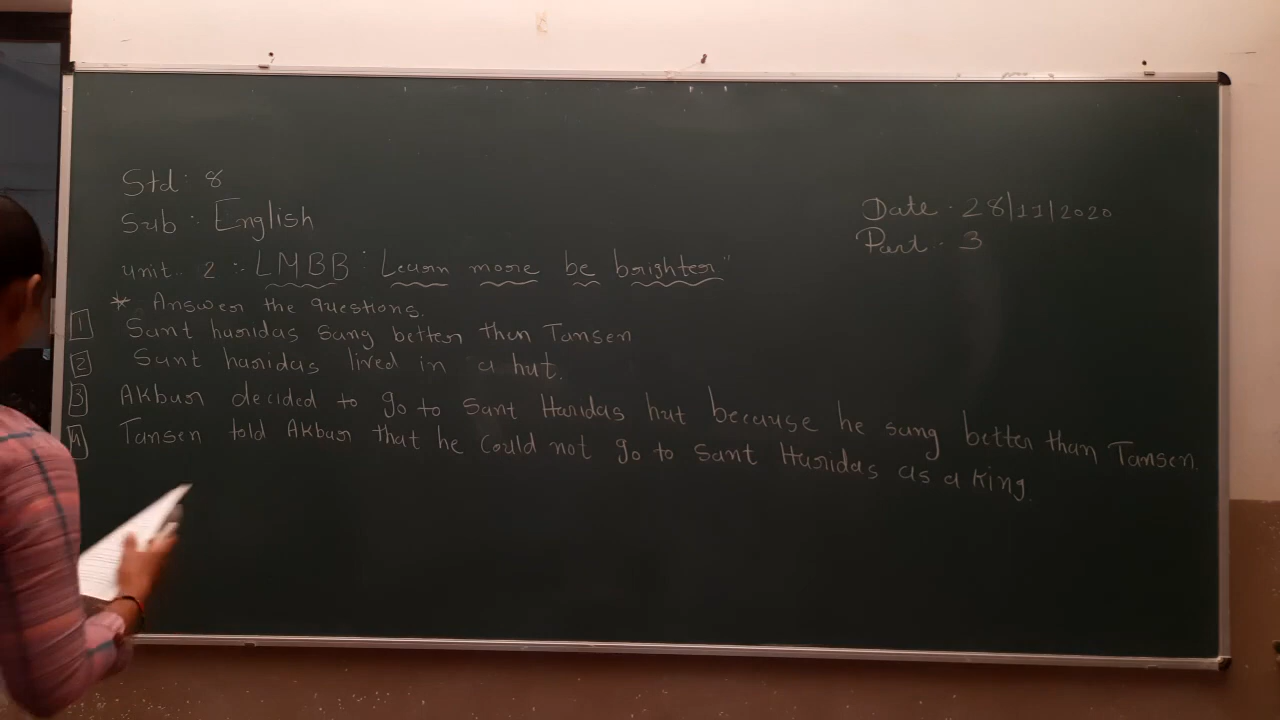 Std : 8
Sub : English
Date : 28/11/2020
Part : 3
unit : 2 :- LMBB : Learn more be brighter"
* Answer the questions.
1 Sant haridas sang better then Tansen
2 Sant haridas lived in a hut.
3 Akbar decided to go to Sant Haridas hut because he sang better than Tansen.
4 Tansen told Akbar that he could not go to Sant Haridas as a king.